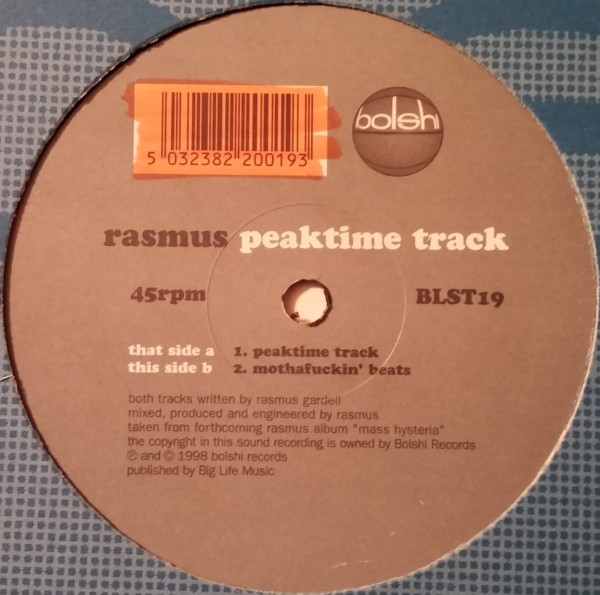 bolshi
5 032382 200193
rasmus peaktime track
45rpm BLST19
that side a 1. peaktime track
this side b 2. mothafuckin' beats
both tracks written by rasmus gardell
mixed, produced and engineered by rasmus
taken from forthcoming rasmus album "mass hysteria"
the copyright in this sound recording is owned by Bolshi Records
℗ and © 1998 bolshi records
published by Big Life Music